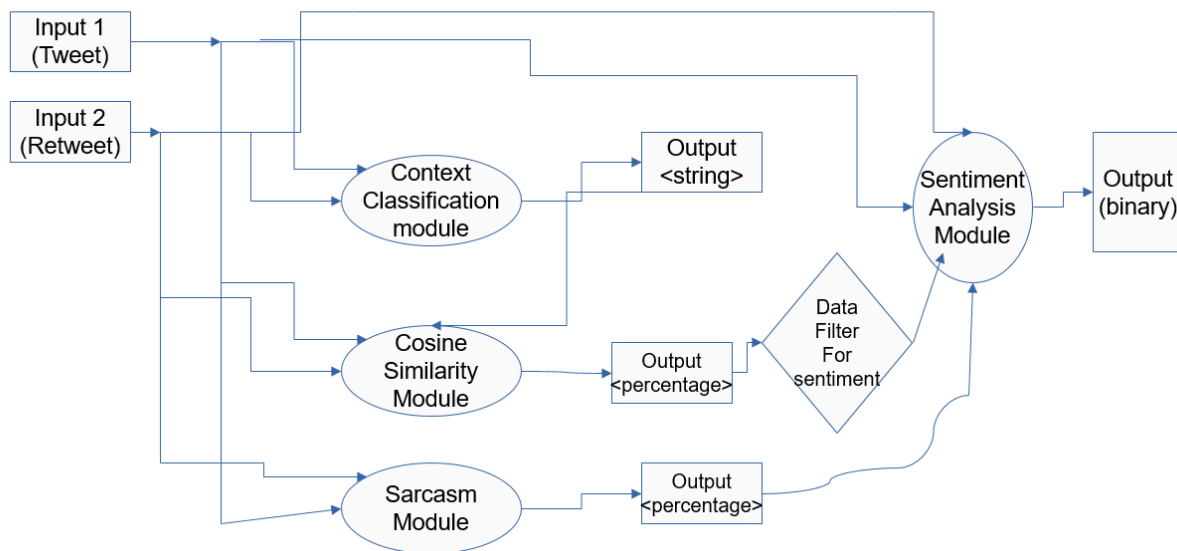 Input 1
(Tweet)
Input 2
(Retweet)
Context
Classification
module
Output
<string>
Sentiment
Analysis
Module
Output
(binary)
Cosine
Similarity
Module
Output
<percentage>
Data
Filter
For
sentiment
Sarcasm
Module
Output
<percentage>